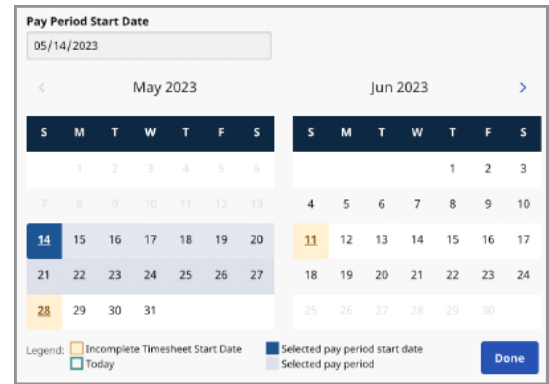 Pay Period Start Date
05/14/2023
< May 2023 Jun 2023 >
S M T W T F S S M T W T F S
1 2 3 4 5 6 1 2 3
7 8 9 10 11 12 13 4 5 6 7 8 9 10
14 15 16 17 18 19 20 11 12 13 14 15 16 17
21 22 23 24 25 26 27 18 19 20 21 22 23 24
28 29 30 31 25 26 27 28 29 30
Legend: Incomplete Timesheet Start Date Selected pay period start date
Today Selected pay period
Done